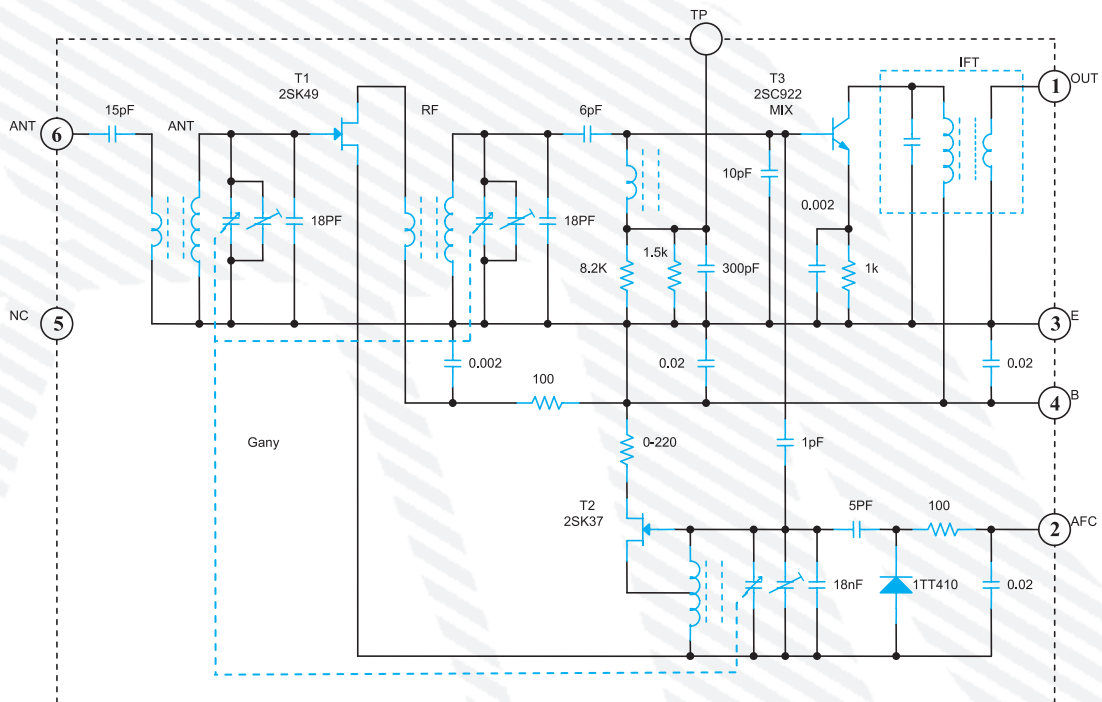 TP
T1
2SK49
T3
2SC922
MIX
IFT
1
OUT
15pF
ANT
6
ANT
RF
6pF
10pF
0.002
18PF
18PF
8.2K
1.5k
300pF
1k
NC
5
3
E
0.002
0.02
0.02
100
4
B
Gany
0-220
1pF
T2
2SK37
5PF
100
2
AFC
18nF
1TT410
0.02